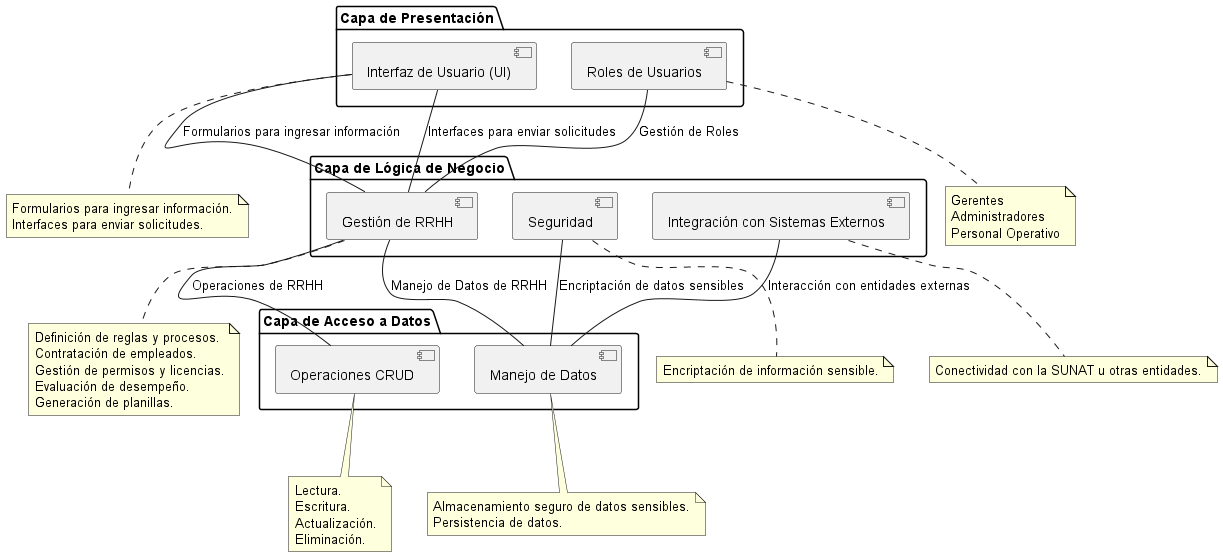 Capa de Presentación
Interfaz de Usuario (UI)
Roles de Usuarios
Formularios para ingresar información
Interfaces para enviar solicitudes
Gestión de Roles
Capa de Lógica de Negocio
Formularios para ingresar información.
Interfaces para enviar solicitudes.
Gestión de RRHH
Seguridad
Integración con Sistemas Externos
Gerentes
Administradores
Personal Operativo
Operaciones de RRHH
Manejo de Datos de RRHH
Encriptación de datos sensibles
Interacción con entidades externas
Capa de Acceso a Datos
Definición de reglas y procesos.
Contratación de empleados.
Gestión de permisos y licencias.
Evaluación de desempeño.
Generación de planillas.
Operaciones CRUD
Manejo de Datos
Encriptación de información sensible.
Conectividad con la SUNAT u otras entidades.
Lectura.
Escritura.
Actualización.
Eliminación.
Almacenamiento seguro de datos sensibles.
Persistencia de datos.